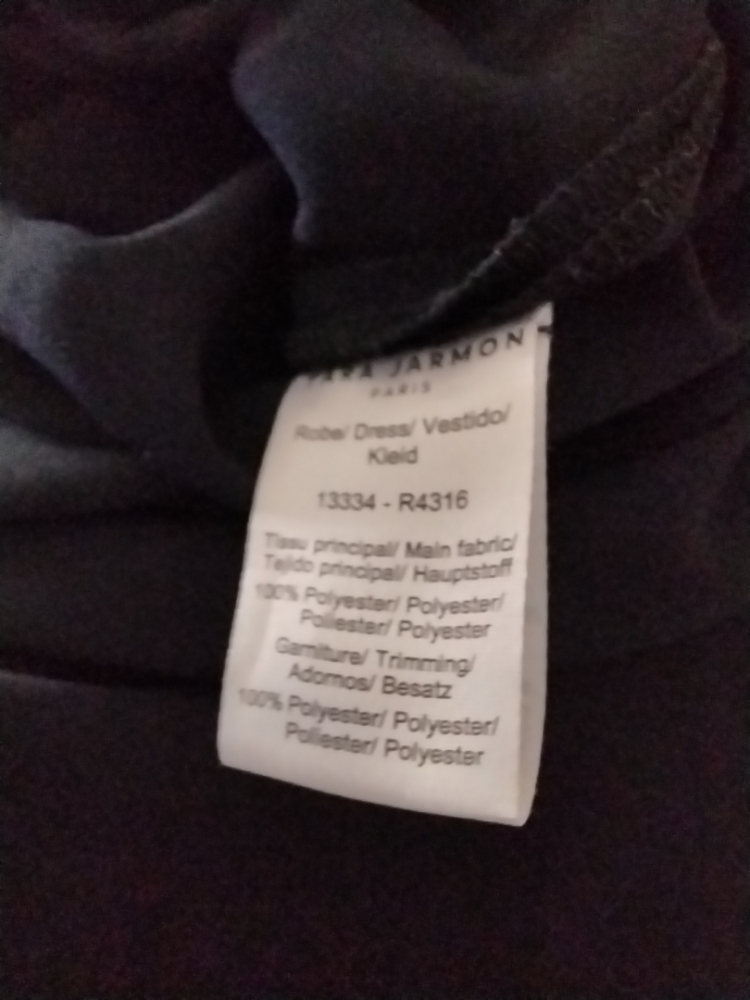 TARA JARMON
PARIS
Robe/ Dress/ Vestido/
Kleid
13334 - R4316
Tissu principal/ Main fabric/
Tejido principal/ Hauptstoff
100% Polyester/ Polyester/
Poliester/ Polyester
Garniture/ Trimming/
Adornos/ Besatz
100% Polyester/ Polyester/
Poliester/ Polyester